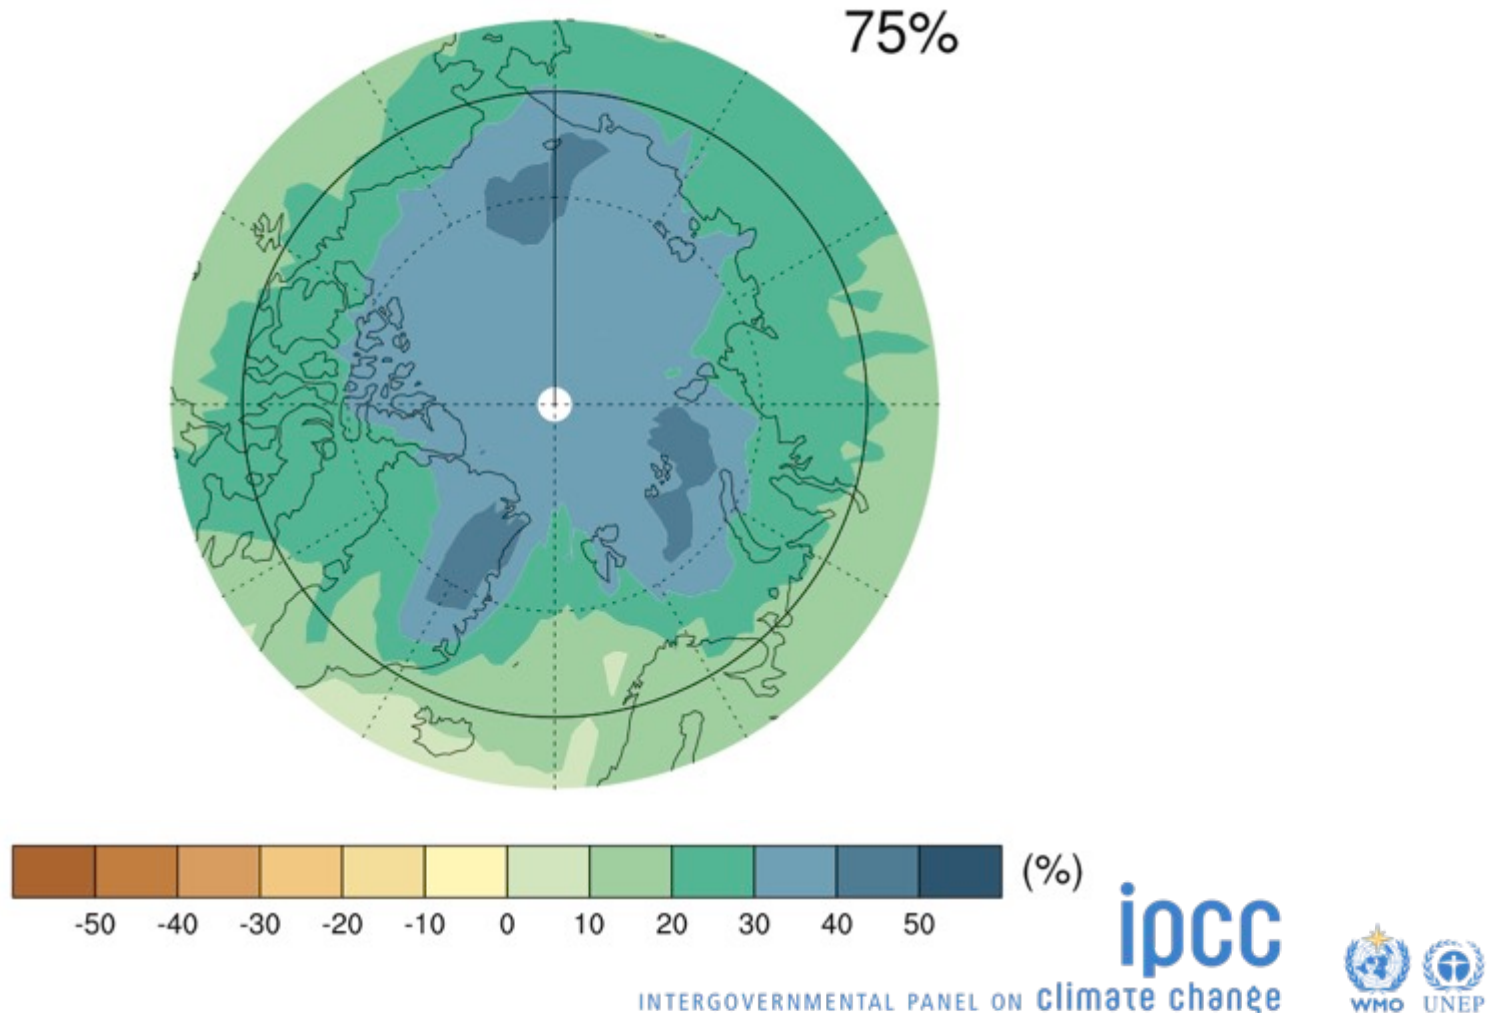 75%
(%)
-50 -40 -30 -20 -10 0 10 20 30 40 50
ipcc
INTERGOVERNMENTAL PANEL ON climate change
WMO UNEP